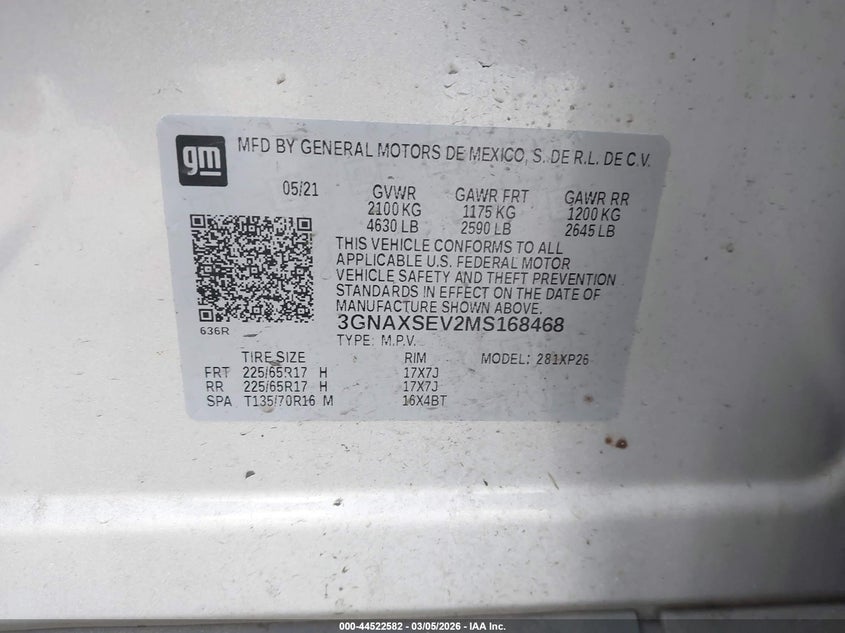 gm
MFD BY GENERAL MOTORS DE MEXICO, S. DE R.L. DE C.V.
05/21 GVWR GAWR FRT GAWR RR
2100 KG 1175 KG 1200 KG
4630 LB 2590 LB 2645 LB
THIS VEHICLE CONFORMS TO ALL
APPLICABLE U.S. FEDERAL MOTOR
VEHICLE SAFETY AND THEFT PREVENTION
STANDARDS IN EFFECT ON THE DATE OF
MANUFACTURE SHOWN ABOVE.
636R
3GNAXSEV2MS168468
TYPE: M.P.V.
TIRE SIZE RIM MODEL: 281XP26
FRT 225/65R17 H 17X7J
RR 225/65R17 H 17X7J
SPA T135/70R16 M 16X4BT
000-44522582 - 03/05/2026 - IAA Inc.